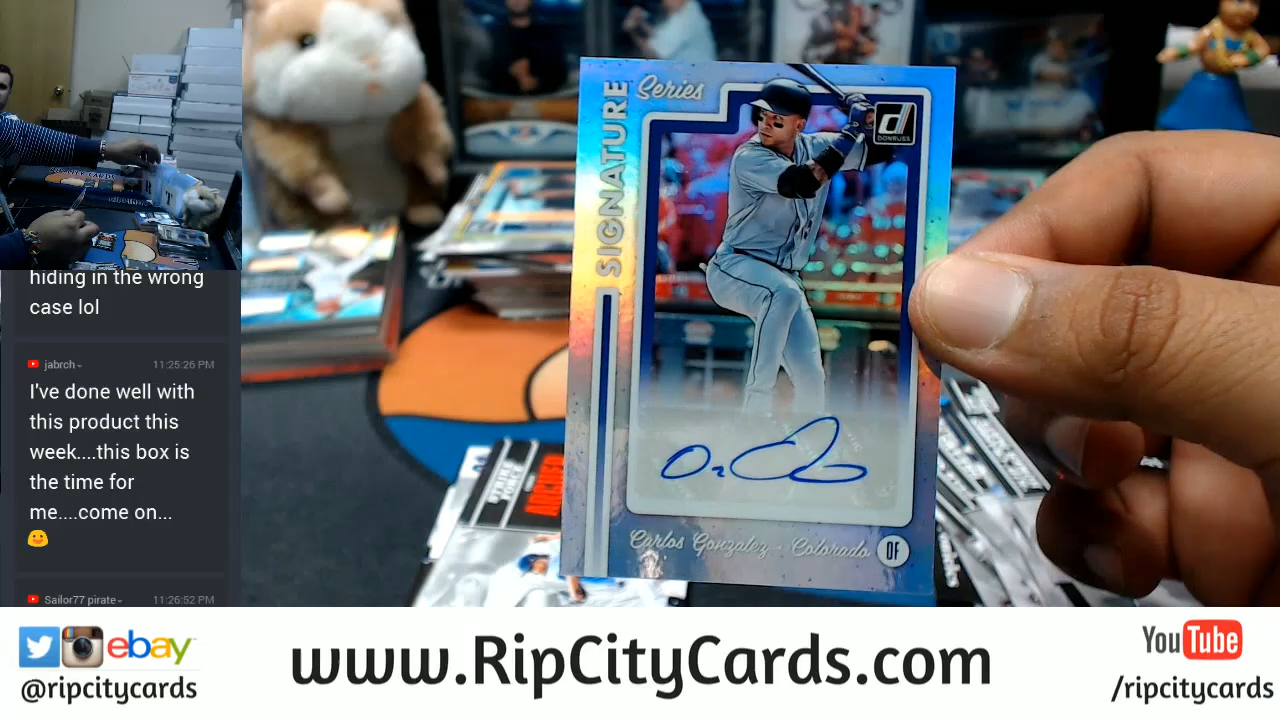 hiding in the wrong
case lol
jabrch
11:25:26 PM
I've done well with
this product this
week....this box is
the time for
me....come on...
Sailor77 pirate
11:26:52 PM
SIGNATURE
Series
d
DONRUSS
Carlos Gonzalez - Colorado
OF
ebay
@ripcitycards
www.RipCityCards.com
YouTube
/ripcitycards